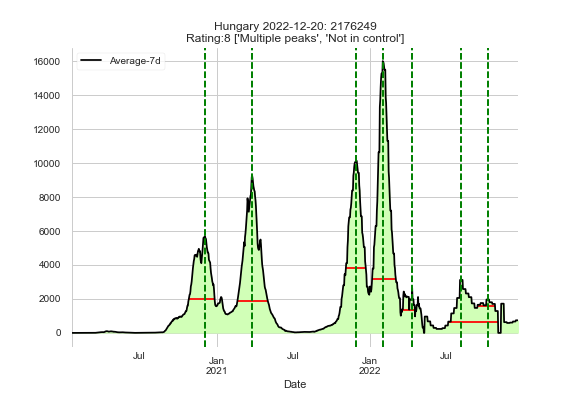 Hungary 2022-12-20: 2176249
Rating:8 ['Multiple peaks', 'Not in control']
Average-7d
16000
14000
12000
10000
8000
6000
4000
2000
0
Jul
Jan
2021
Jul
Jan
2022
Jul
Date